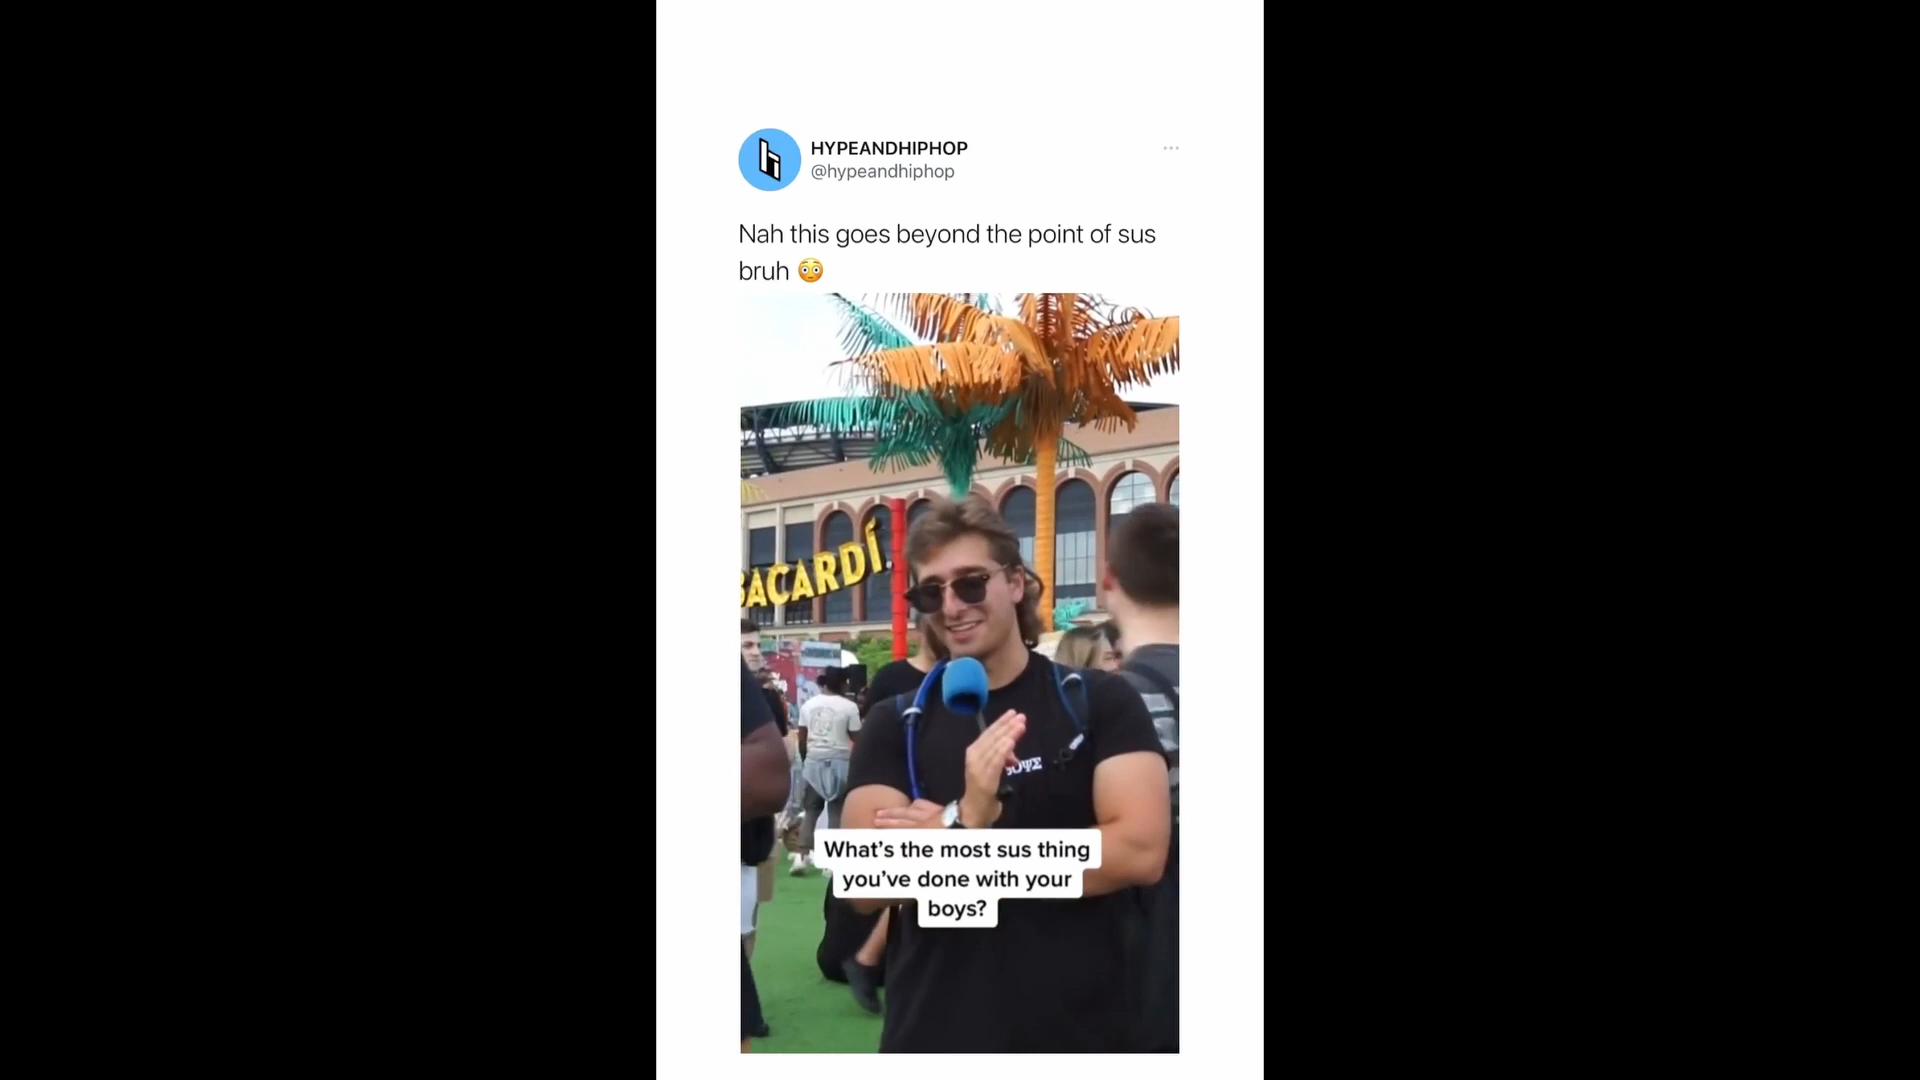 HYPEANDHIPHOP
@hypeandhiphop
Nah this goes beyond the point of sus
bruh 😳
BACARDÍ
ΨΣ
What's the most sus thing
you've done with your
boys?